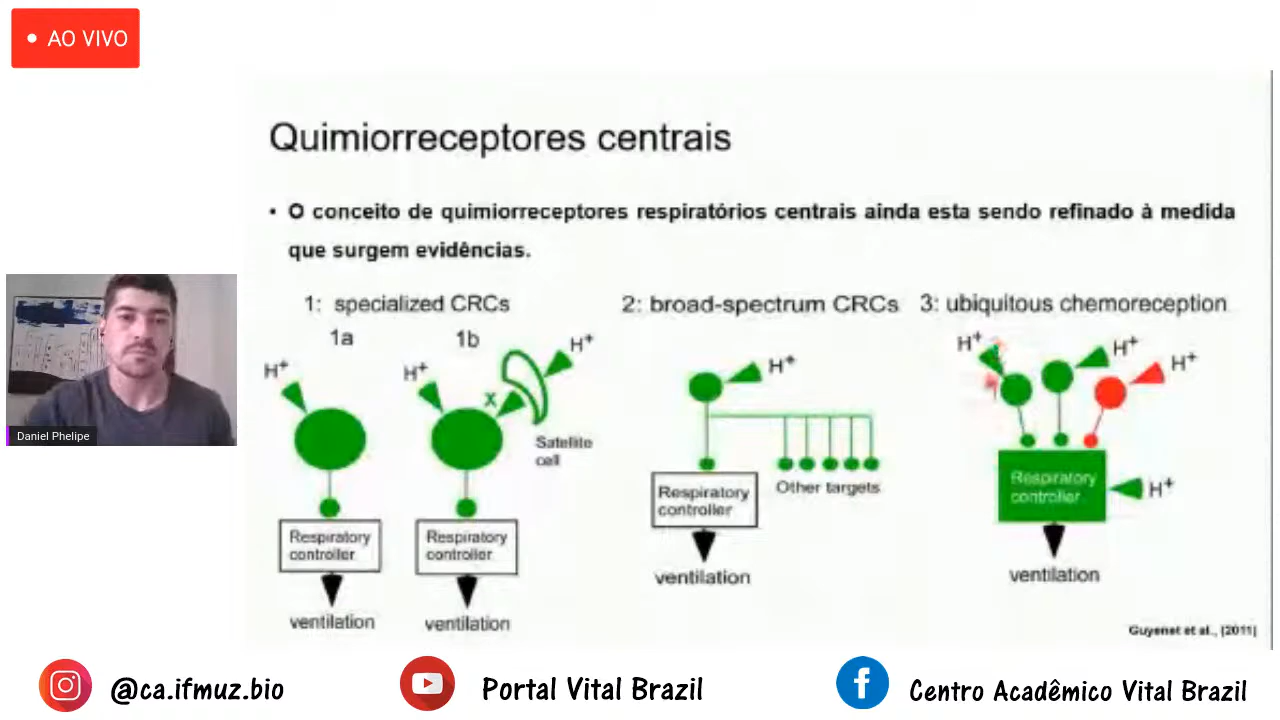 AO VIVO
Quimiorreceptores centrais
• O conceito de quimiorreceptores respiratórios centrais ainda esta sendo refinado à medida
que surgem evidências.
1: specialized CRCs
1a
1b
H+
H+
X
H+
Satellite
cell
Respiratory
controller
Respiratory
controller
ventilation
ventilation
2: broad-spectrum CRCs
H+
Other targets
Respiratory
controller
ventilation
3: ubiquitous chemoreception
H+
H+
H+
Respiratory
controller
H+
ventilation
Guyenet et al., (2011)
Daniel Phelipe
@ca.ifmuz.bio
Portal Vital Brazil
Centro Acadêmico Vital Brazil